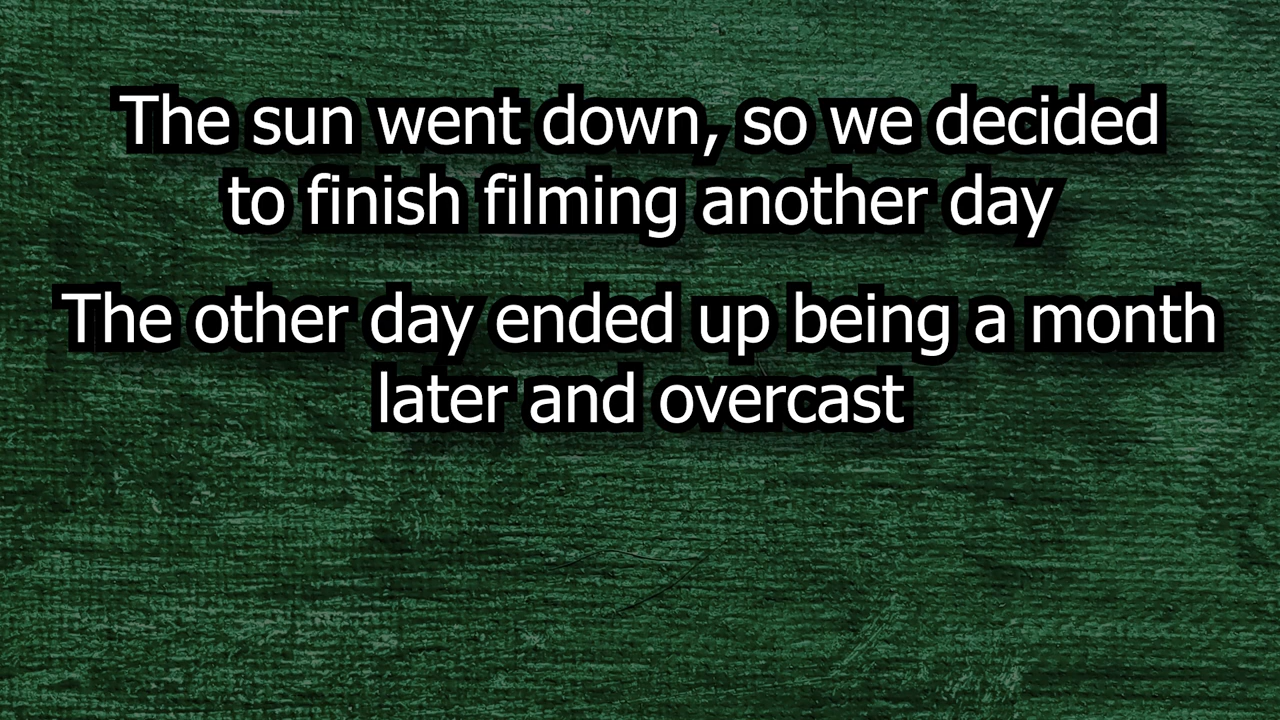 The sun went down, so we decided
to finish filming another day
The other day ended up being a month
later and overcast